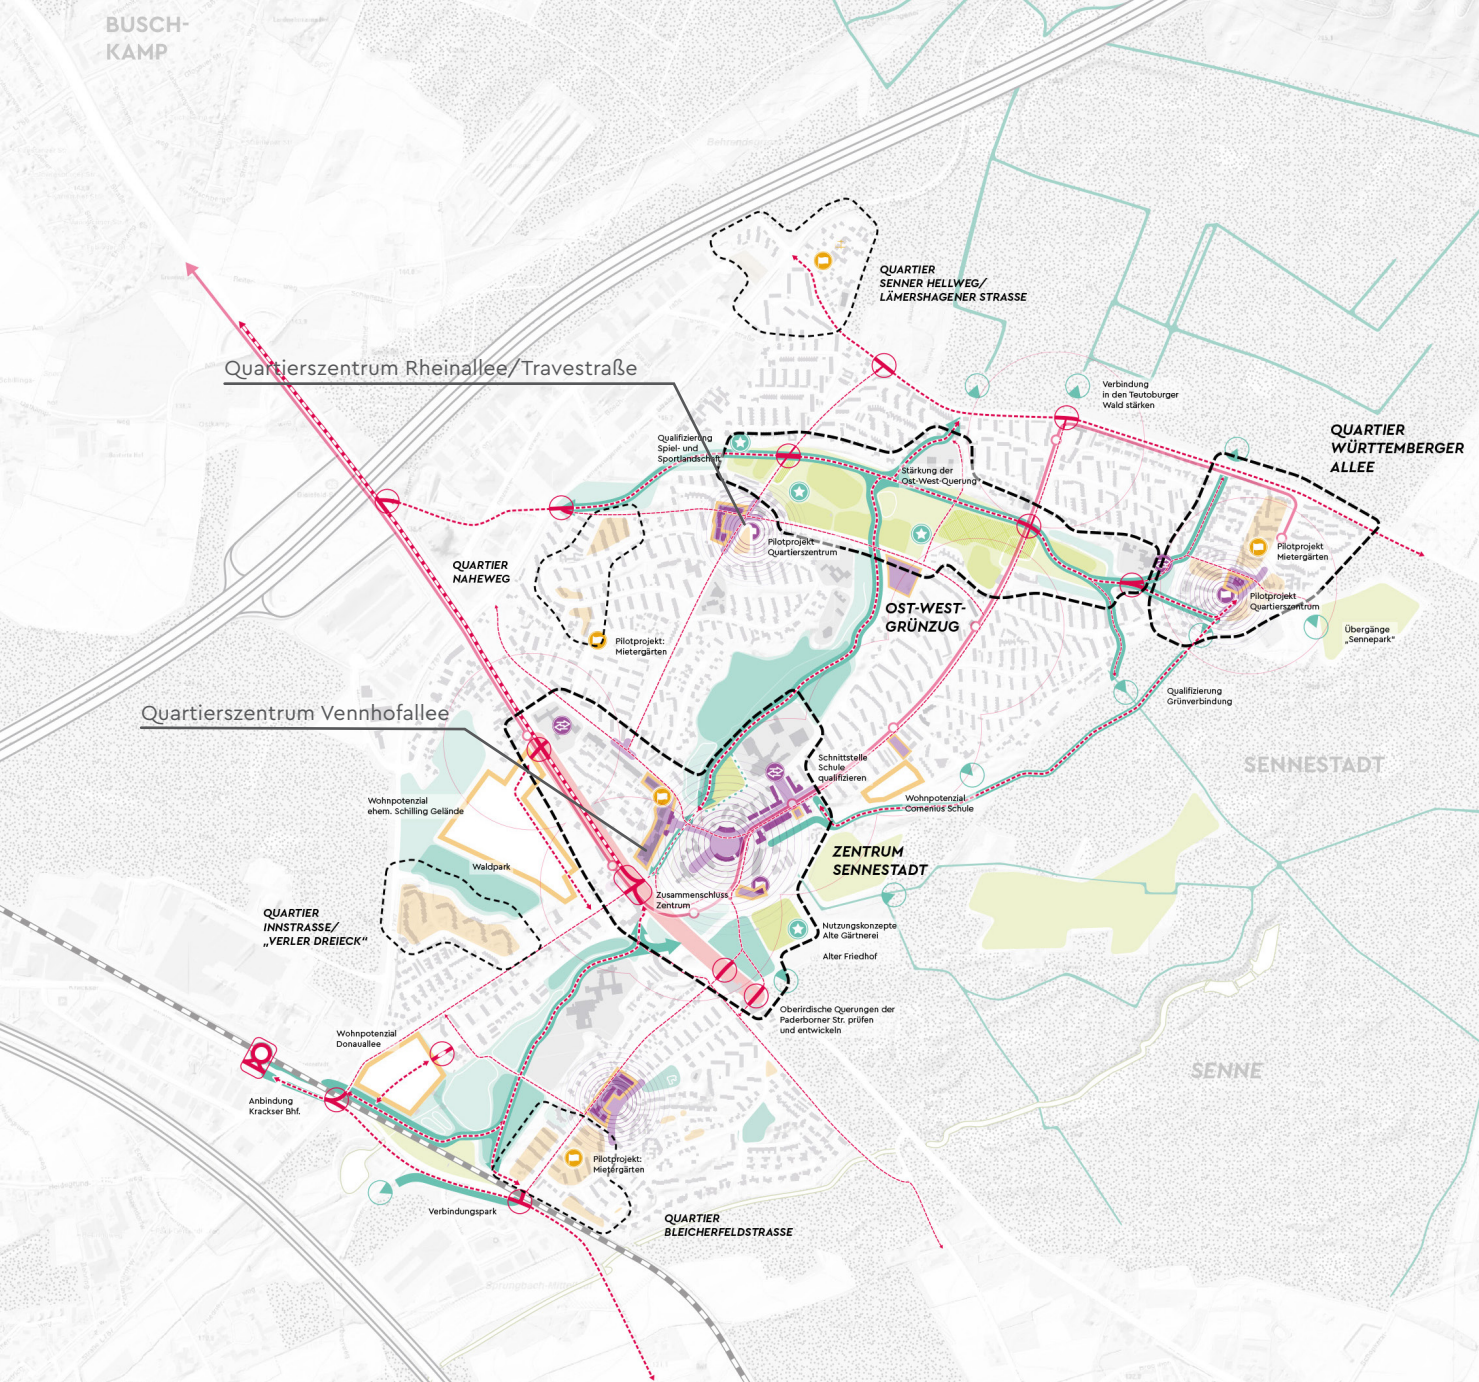 BUSCH-
KAMP
QUARTIER
SENNER HELLWEG/
LÄMERSHAGENER STRASSE
Quartierszentrum Rheinallee/Travestraße
Verbindung
in den Teutoburger
Wald stärken
QUARTIER
WÜRTTEMBERGER
ALLEE
Qualifizierung
Spiel- und
Sportlandschaft
Stärkung der
Ost-West-Querung
Pilotprojekt
Quartierszentrum
Pilotprojekt
Mietergärten
QUARTIER
NAHEWEG
Pilotprojekt
Quartierszentrum
OST-WEST-
GRÜNZUG
Übergänge
„Sennepark“
Pilotprojekt:
Mietergärten
Qualifizierung
Grünverbindung
Quartierszentrum Vennhofallee
Schnittstelle
Schule
qualifizieren
SENNESTADT
Wohnpotenzial
ehem. Schilling Gelände
Wohnpotenzial
Comenius Schule
Waldpark
ZENTRUM
SENNESTADT
Zusammenschluss
Zentrum
QUARTIER
INNSTRASSE/
„VERLER DREIECK“
Nutzungskonzepte
Alte Gärtnerei
Alter Friedhof
Oberirdische Querungen der
Paderborner Str. prüfen
und entwickeln
Wohnpotenzial
Donauallee
SENNE
Anbindung
Krackser Bhf.
Pilotprojekt:
Mietergärten
Verbindungspark
QUARTIER
BLEICHERFELDSTRASSE